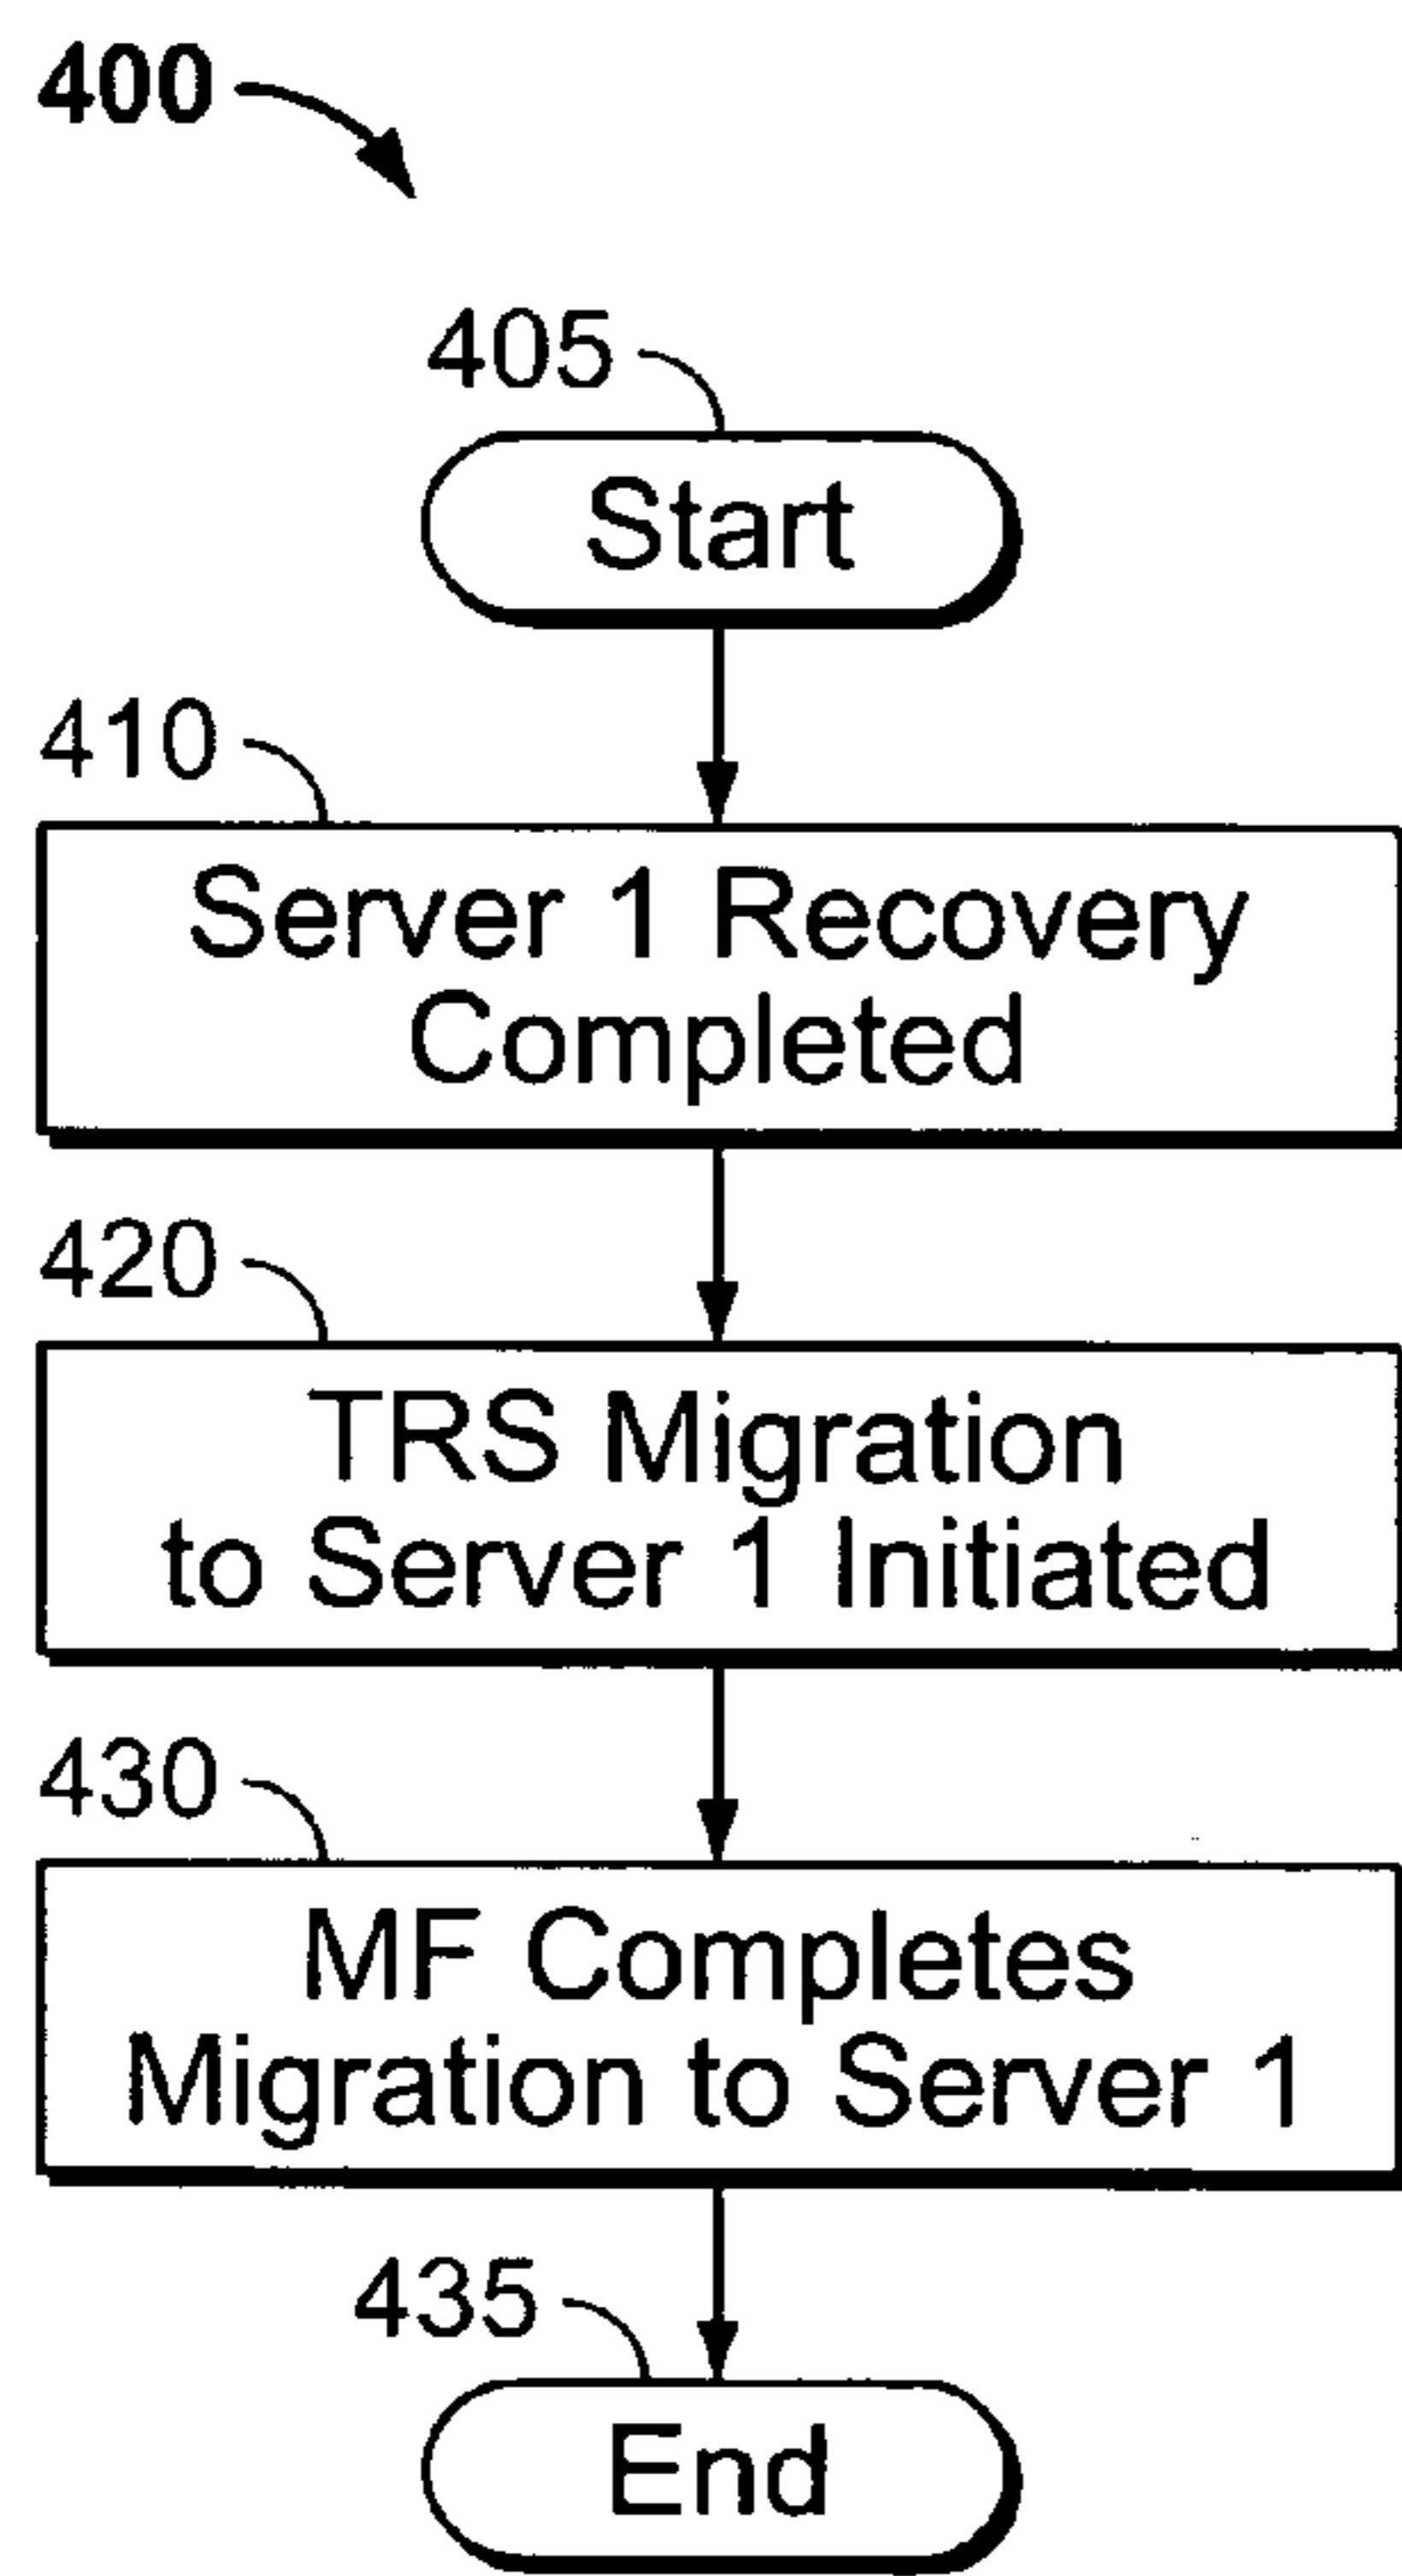 400
405
Start
410
Server 1 Recovery
Completed
420
TRS Migration
to Server 1 Initiated
430
MF Completes
Migration to Server 1
435
End